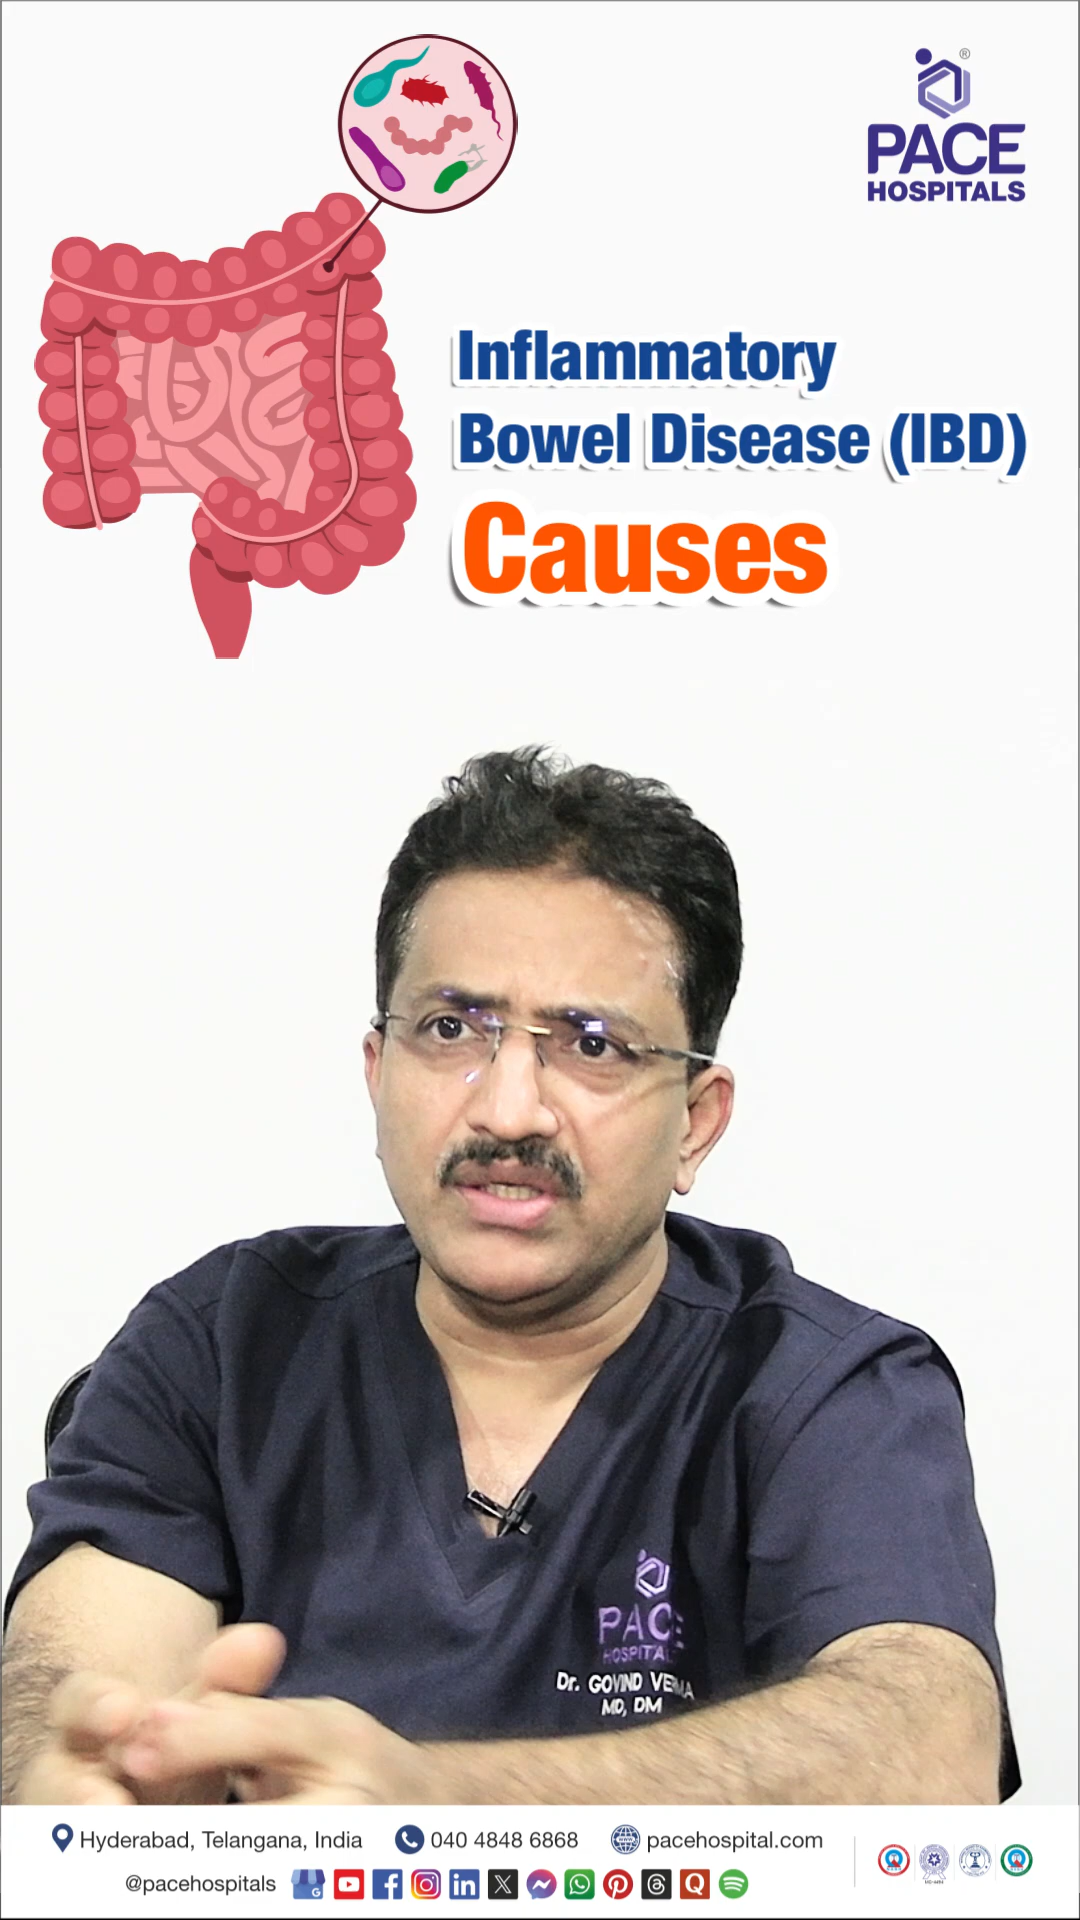 ®
PACE
HOSPITALS
Inflammatory
Bowel Disease (IBD)
Causes
PACE
HOSPITAL
Dr. GOVIND VERMA
MD, DM
Hyderabad, Telangana, India 040 4848 6868 pacehospital.com
@pacehospitals